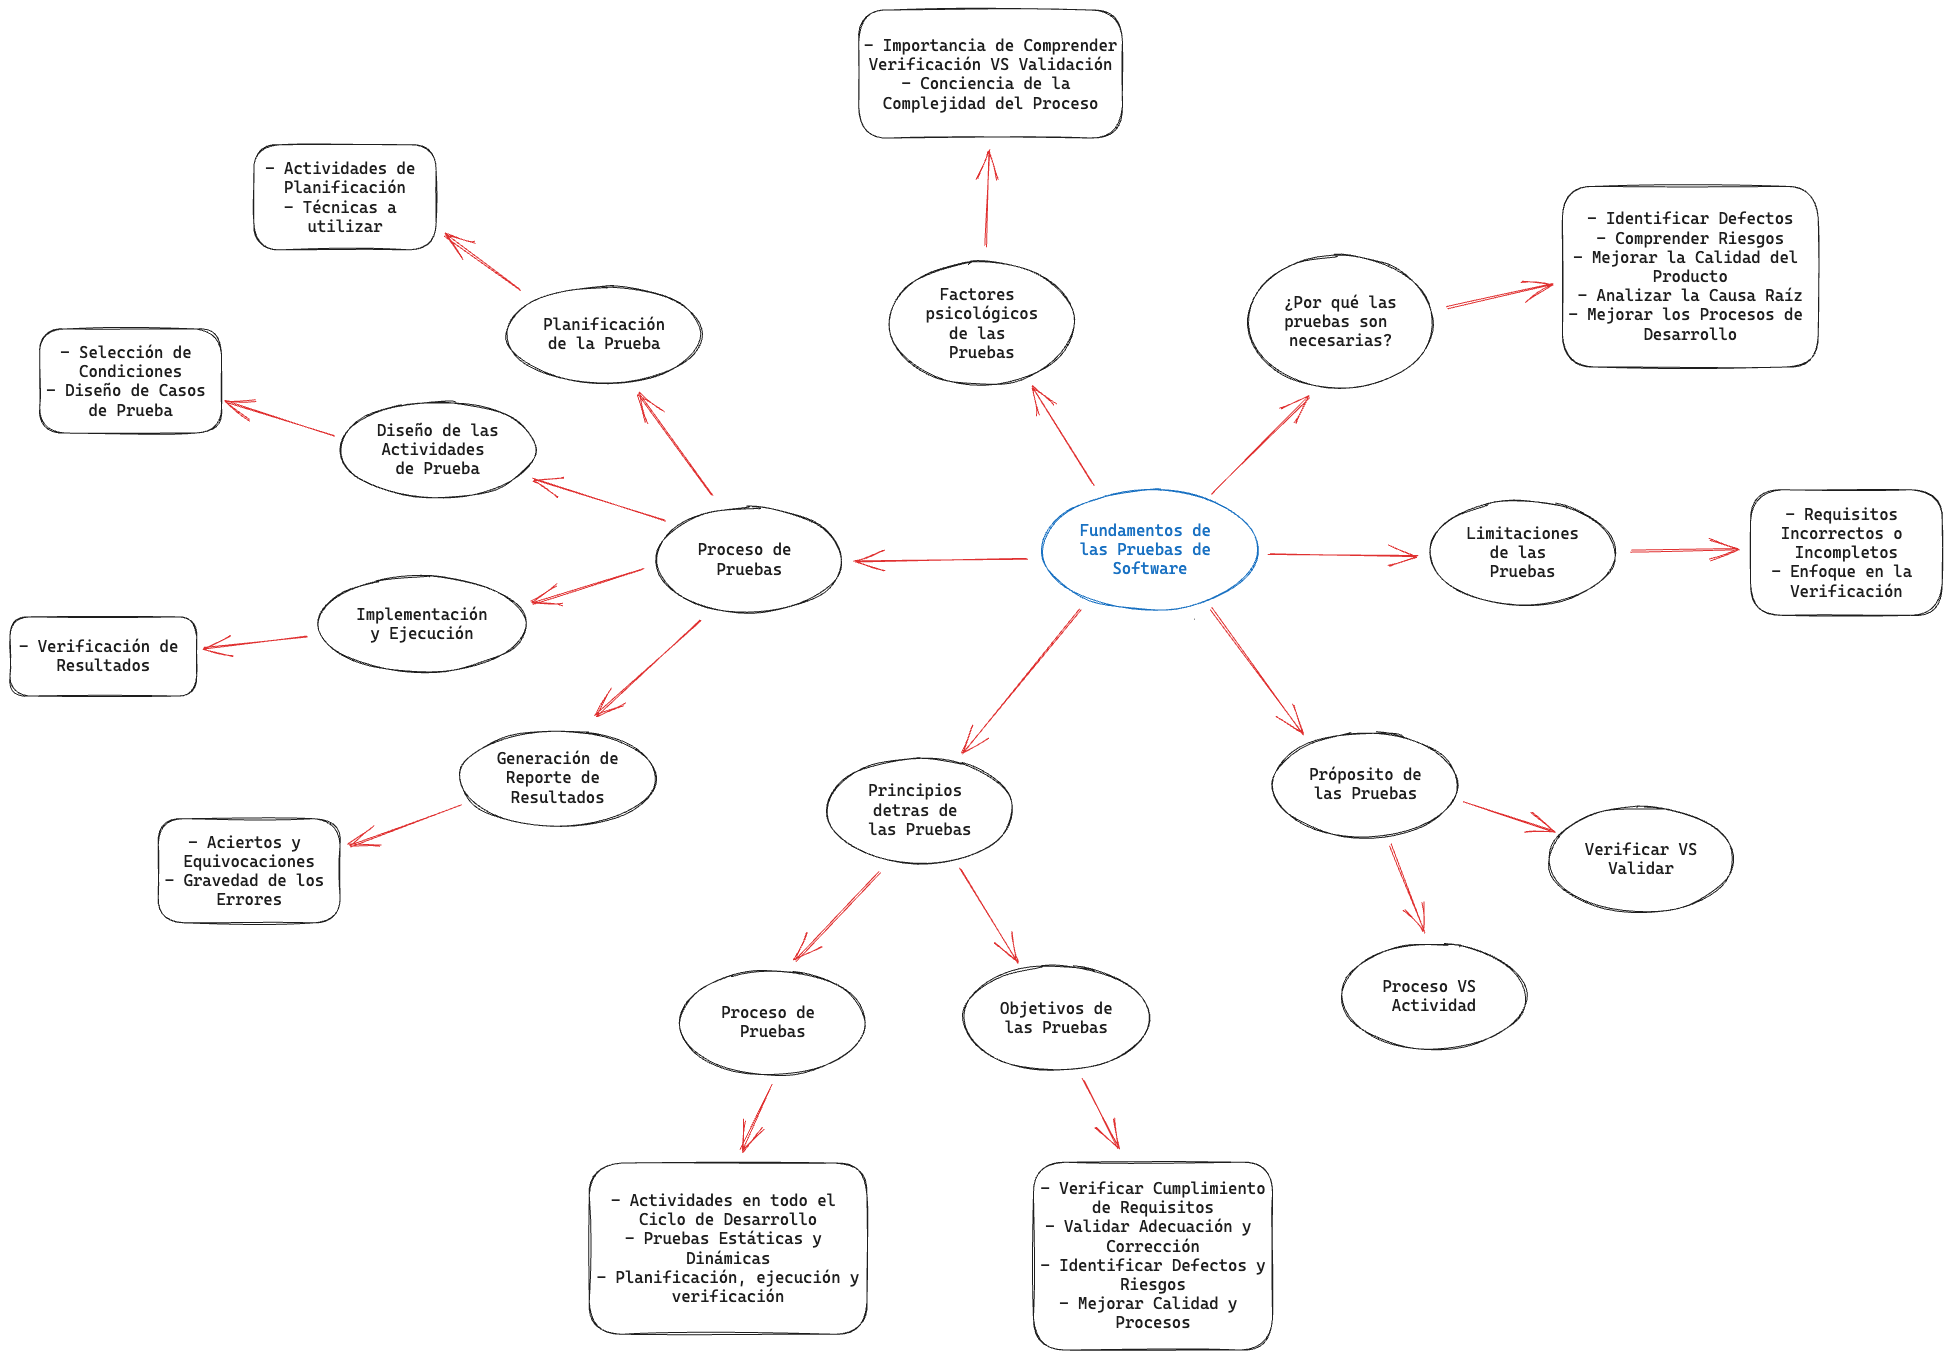 - Importancia de Comprender
Verificación VS Validación
- Conciencia de la
Complejidad del Proceso
- Actividades de
Planificación
- Técnicas a
utilizar
- Identificar Defectos
- Comprender Riesgos
- Mejorar la Calidad del
Producto
- Analizar la Causa Raíz
- Mejorar los Procesos de
Desarrollo
Factores
psicológicos
de las
Pruebas
¿Por qué las
pruebas son
necesarias?
Planificación
de la Prueba
- Selección de
Condiciones
- Diseño de Casos
de Prueba
Diseño de las
Actividades
de Prueba
Proceso de
Pruebas
Fundamentos de
las Pruebas de
Software
Limitaciones
de las
Pruebas
- Requisitos
Incorrectos o
Incompletos
- Enfoque en la
Verificación
Implementación
y Ejecución
- Verificación de
Resultados
Generación de
Reporte de
Resultados
Principios
detras de
las Pruebas
Próposito de
las Pruebas
- Aciertos y
Equivocaciones
- Gravedad de los
Errores
Verificar VS
Validar
Proceso VS
Actividad
Proceso de
Pruebas
Objetivos de
las Pruebas
- Actividades en todo el
Ciclo de Desarrollo
- Pruebas Estáticas y
Dinámicas
- Planificación, ejecución y
verificación
- Verificar Cumplimiento
de Requisitos
- Validar Adecuación y
Corrección
- Identificar Defectos y
Riesgos
- Mejorar Calidad y
Procesos